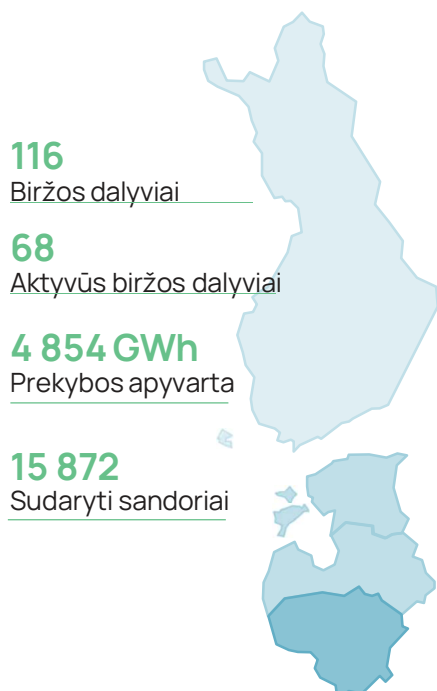 116
Biržos dalyviai
68
Aktyvūs biržos dalyviai
4 854 GWh
Prekybos apyvarta
15 872
Sudaryti sandoriai